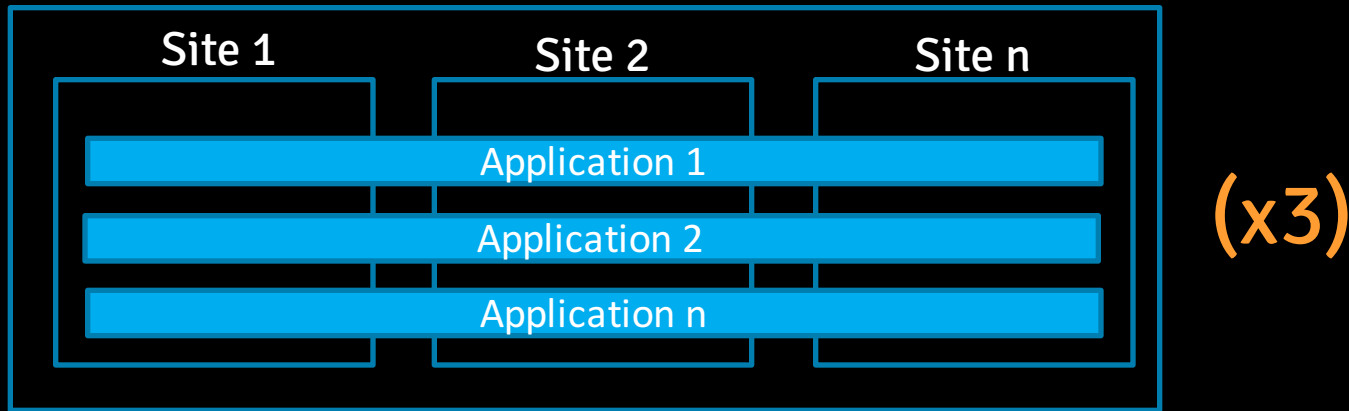 Site 1
Site 2
Site n
Application 1
Application 2
Application n
(x3)